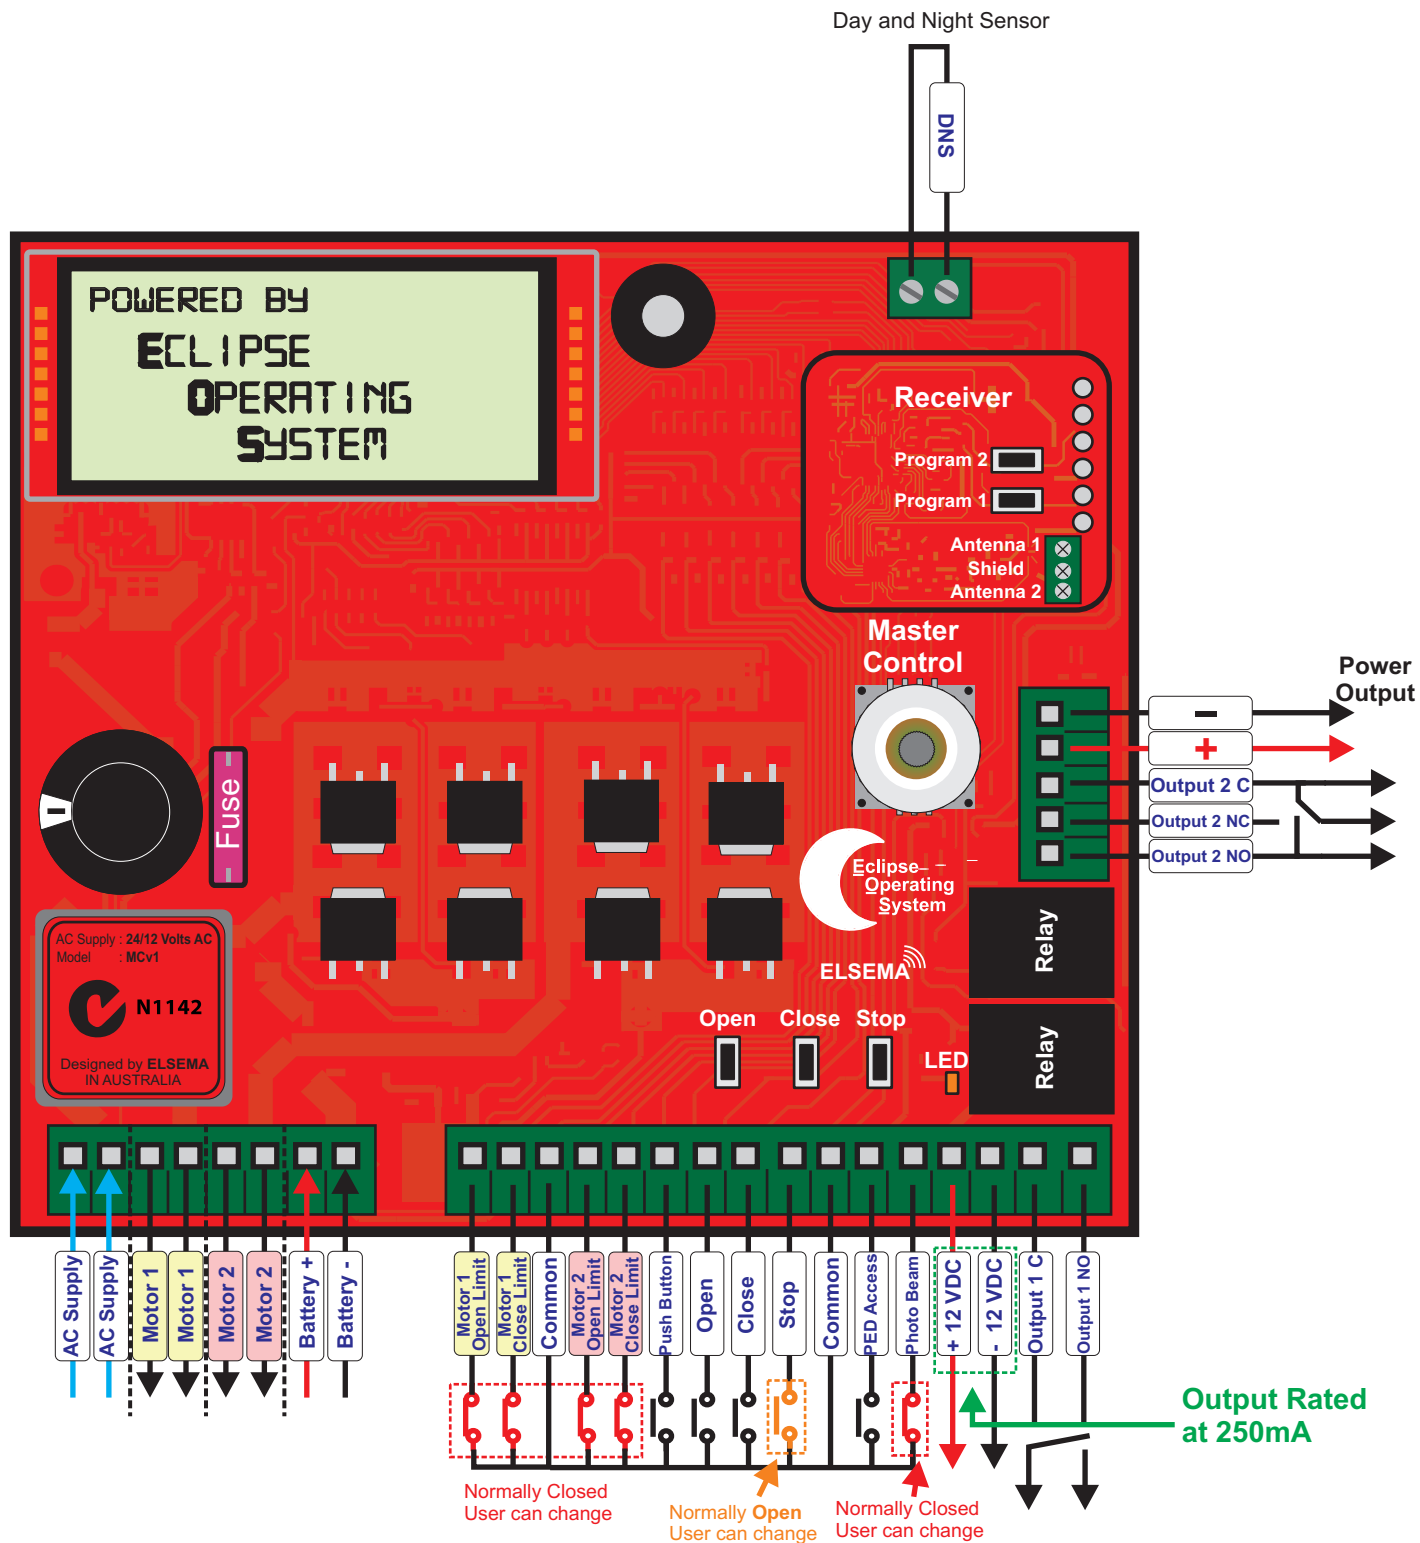 Day and Night Sensor
DNS
POWERED BY
ECLIPSE
OPERATING
SYSTEM
Receiver
Program 2
Program 1
Antenna 1
Shield
Antenna 2
Master
Control
Power
Output
−
+
Output 2 C
Output 2 NC
Output 2 NO
Fuse
Eclipse
Operating
System
ELSEMA
Relay
Relay
AC Supply : 24/12 Volts AC
Model : MCv1
N1142
Designed by ELSEMA
IN AUSTRALIA
Open
Close
Stop
LED
AC Supply
AC Supply
Motor 1
Motor 1
Motor 2
Motor 2
Battery +
Battery -
Motor 1
Open Limit
Motor 1
Close Limit
Common
Motor 2
Open Limit
Motor 2
Close Limit
Push Button
Open
Close
Stop
Common
PED Access
Photo Beam
+ 12 VDC
- 12 VDC
Output 1 C
Output 1 NO
Output Rated
at 250mA
Normally Closed
User can change
Normally Open
User can change
Normally Closed
User can change